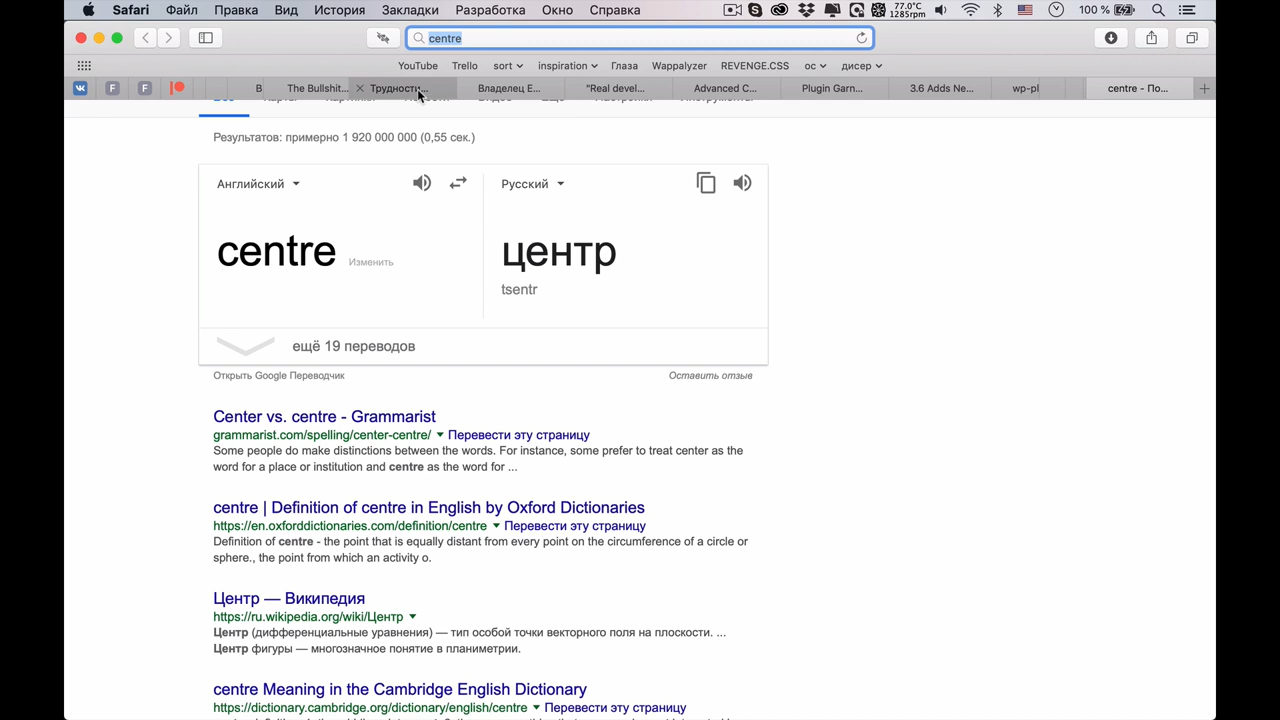 Safari Файл Правка Вид История Закладки Разработка Окно Справка 77.0°C 1285rpm 100 %
centre
YouTube Trello sort inspiration Глаза Wappalyzer REVENGE.CSS ос дисер
F F B The Bullshit... Трудности... Владелец E... "Real devel... Advanced C... Plugin Garn... 3.6 Adds Ne... wp-pl centre - По...
Результатов: примерно 1 920 000 000 (0,55 сек.)
Английский Русский
centre Изменить центр
tsentr
ещё 19 переводов
Открыть Google Переводчик Оставить отзыв
Center vs. centre - Grammarist
grammarist.com/spelling/center-centre/ Перевести эту страницу
Some people do make distinctions between the words. For instance, some prefer to treat center as the
word for a place or institution and centre as the word for ...
centre | Definition of centre in English by Oxford Dictionaries
https://en.oxforddictionaries.com/definition/centre Перевести эту страницу
Definition of centre - the point that is equally distant from every point on the circumference of a circle or
sphere., the point from which an activity o.
Центр — Википедия
https://ru.wikipedia.org/wiki/Центр
Центр (дифференциальные уравнения) — тип особой точки векторного поля на плоскости. ...
Центр фигуры — многозначное понятие в планиметрии.
centre Meaning in the Cambridge English Dictionary
https://dictionary.cambridge.org/dictionary/english/centre Перевести эту страницу